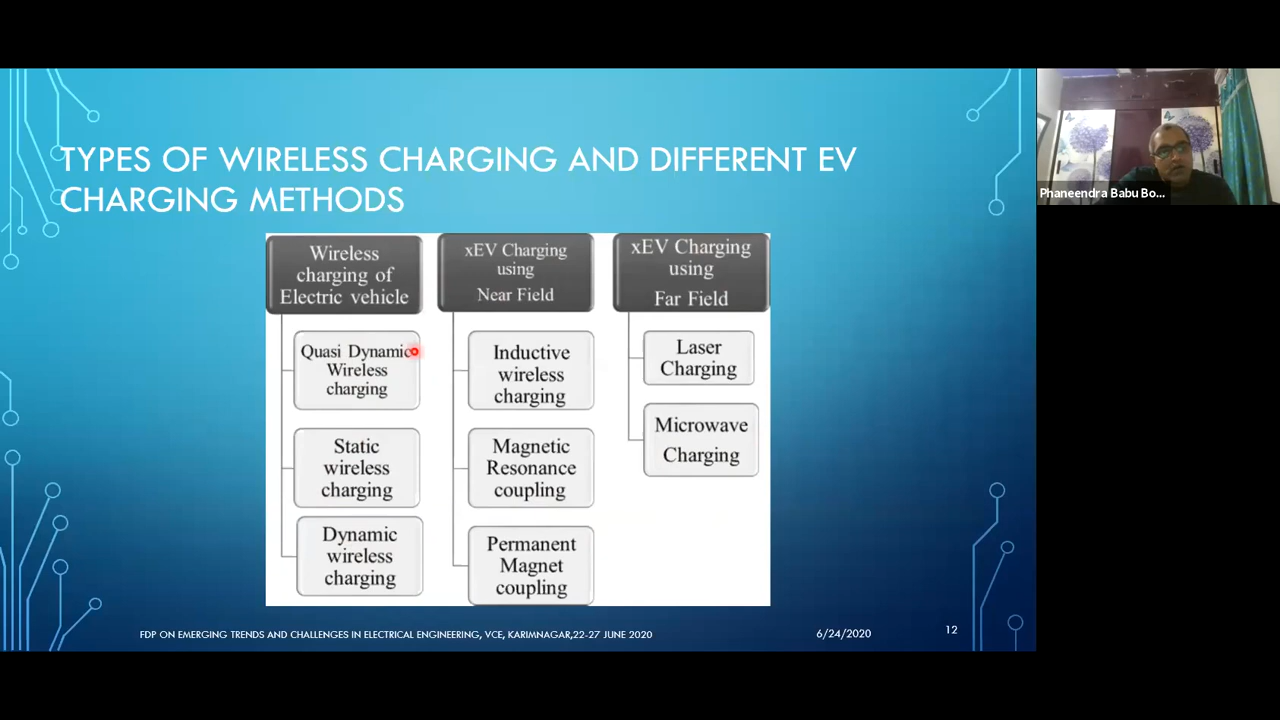 TYPES OF WIRELESS CHARGING AND DIFFERENT EV
CHARGING METHODS
Wireless
charging of
Electric vehicle
Quasi Dynamic
Wireless
charging
Static
wireless
charging
Dynamic
wireless
charging
xEV Charging
using
Near Field
Inductive
wireless
charging
Magnetic
Resonance
coupling
Permanent
Magnet
coupling
xEV Charging
using
Far Field
Laser
Charging
Microwave
Charging
FDP ON EMERGING TRENDS AND CHALLENGES IN ELECTRICAL ENGINEERING, VCE, KARIMNAGAR,22-27 JUNE 2020
6/24/2020
12
Phaneendra Babu Bo...